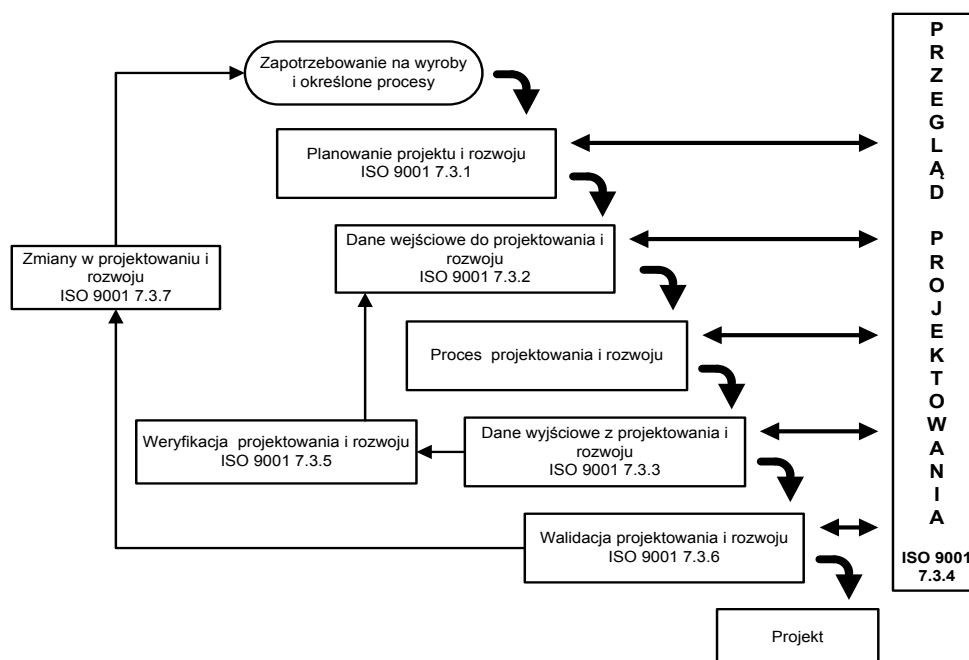 Zapotrzebowanie na wyroby
i określone procesy
Planowanie projektu i rozwoju
ISO 9001 7.3.1
Dane wejściowe do projektowania i
rozwoju
ISO 9001 7.3.2
Zmiany w projektowaniu i
rozwoju
ISO 9001 7.3.7
Proces projektowania i rozwoju
Weryfikacja projektowania i rozwoju
ISO 9001 7.3.5
Dane wyjściowe z projektowania i
rozwoju
ISO 9001 7.3.3
Walidacja projektowania i rozwoju
ISO 9001 7.3.6
Projekt
PRZEGLĄD PROJEKTOWANIA
ISO 9001
7.3.4